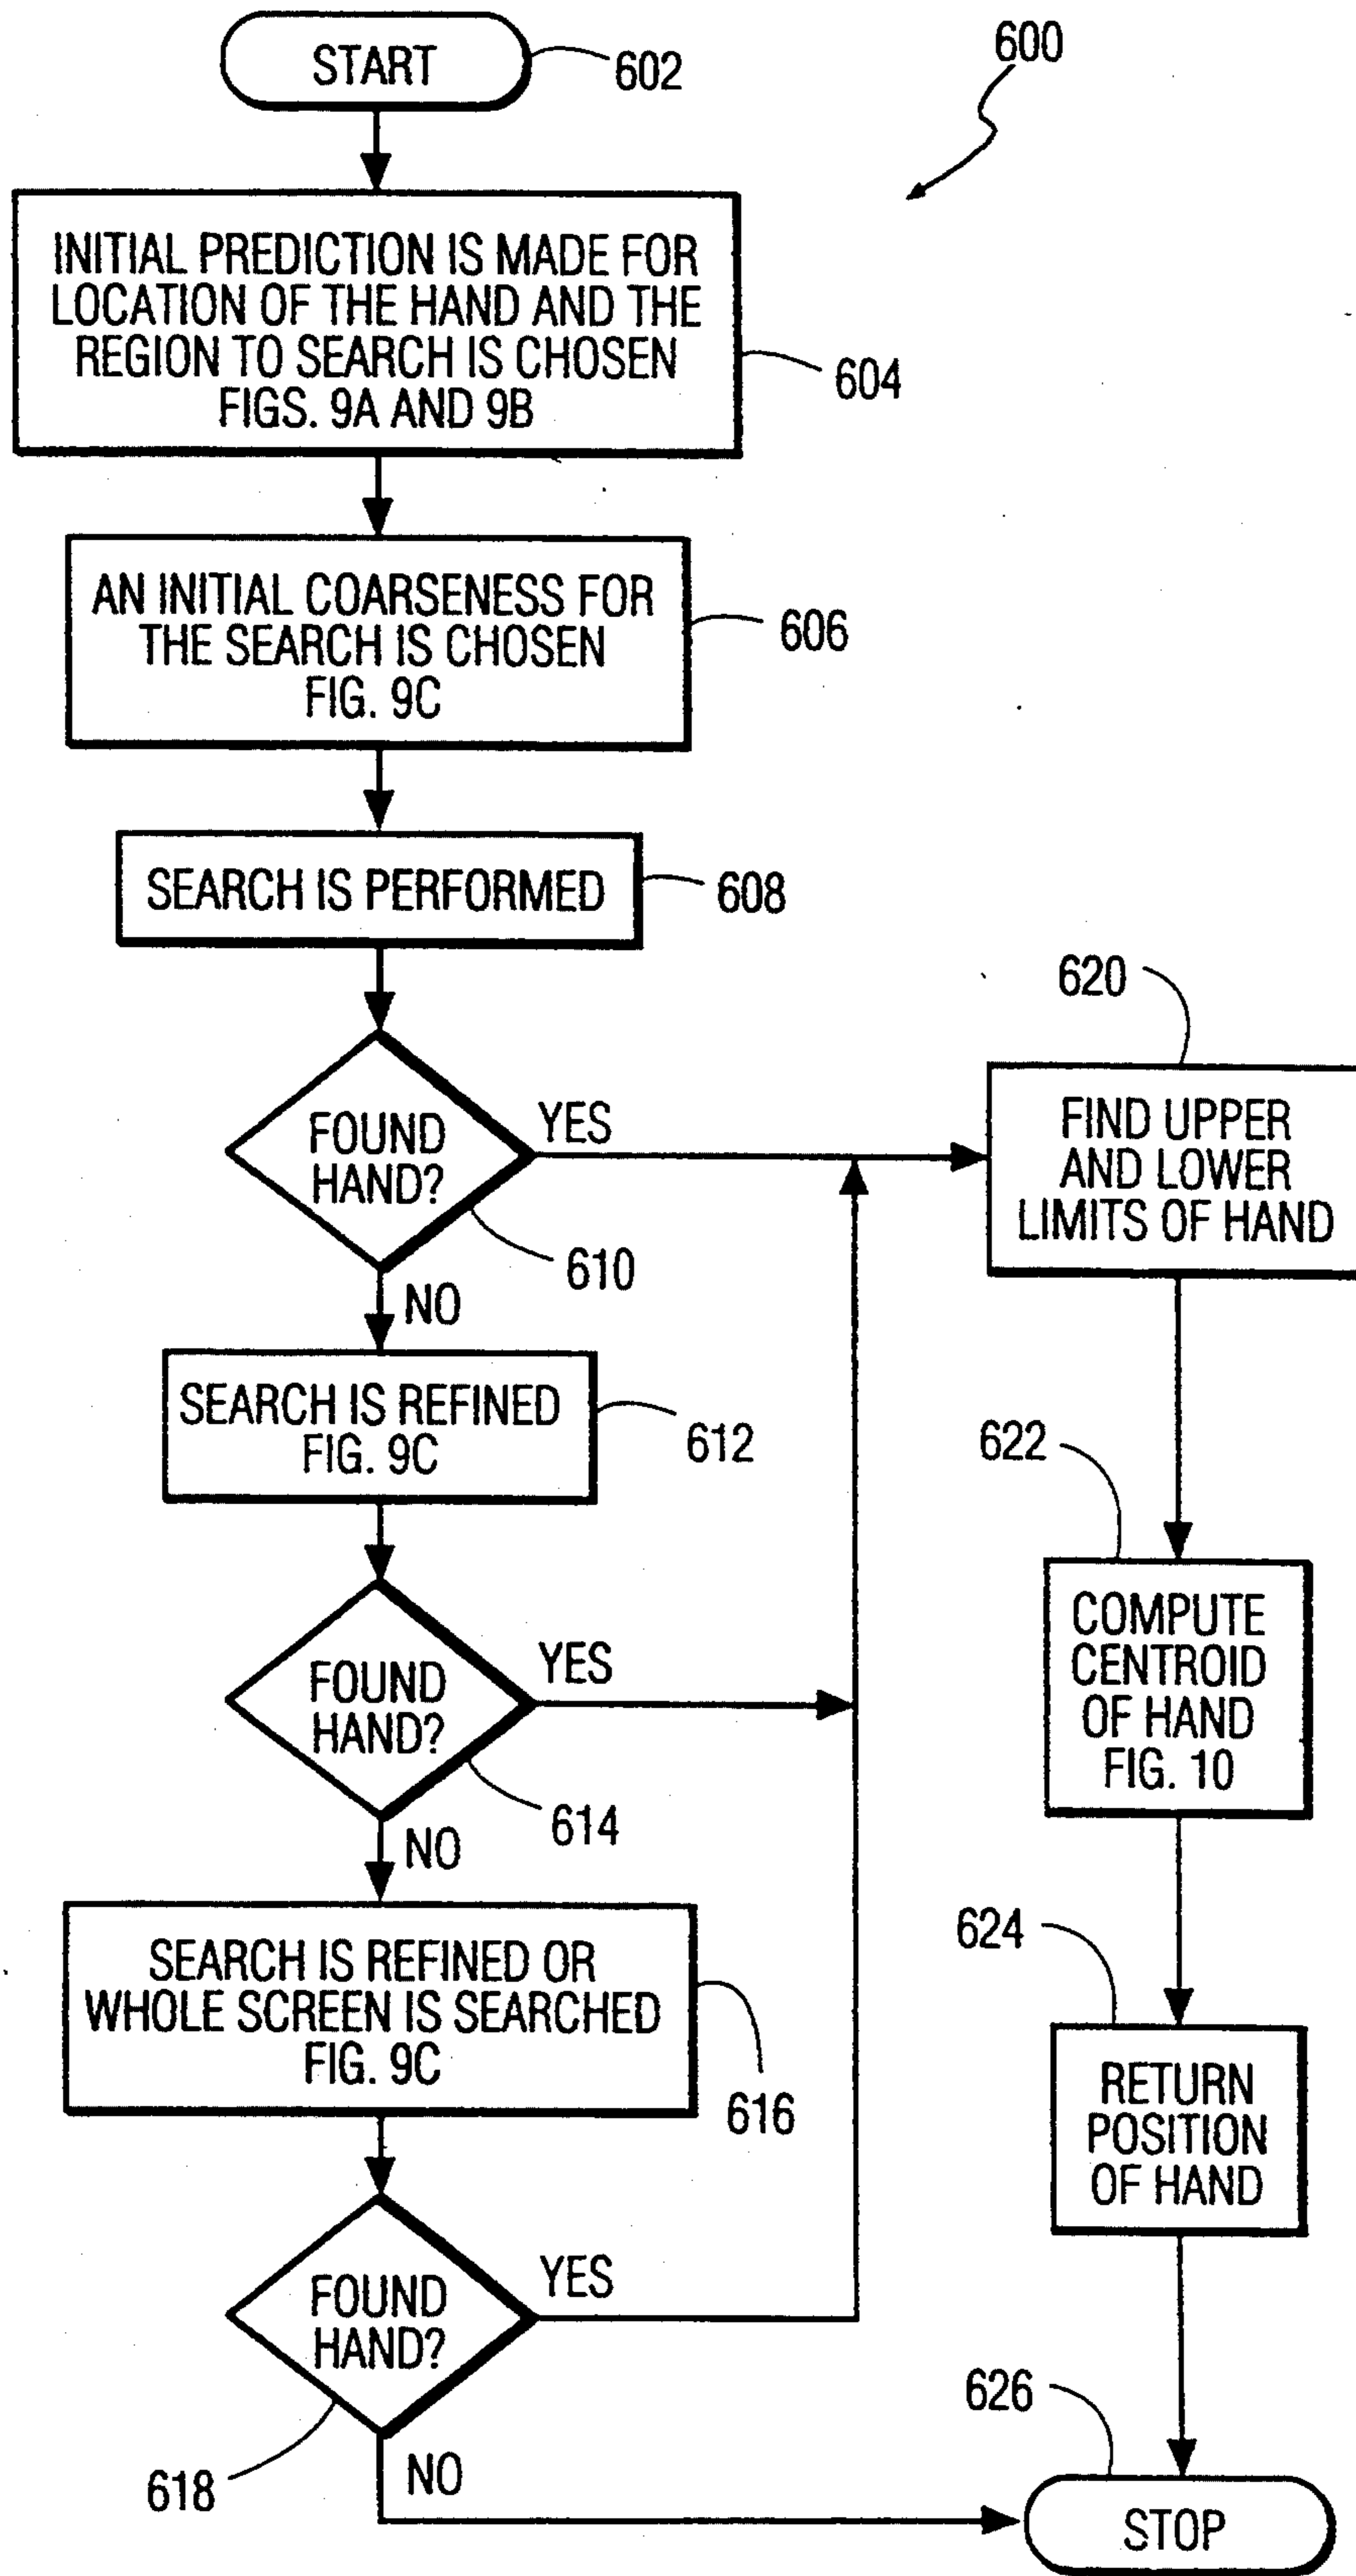 START
602
600
INITIAL PREDICTION IS MADE FOR
LOCATION OF THE HAND AND THE
REGION TO SEARCH IS CHOSEN
FIGS. 9A AND 9B
604
AN INITIAL COARSENESS FOR
THE SEARCH IS CHOSEN
FIG. 9C
606
SEARCH IS PERFORMED
608
FOUND
HAND?
YES
610
NO
620
FIND UPPER
AND LOWER
LIMITS OF HAND
SEARCH IS REFINED
FIG. 9C
612
622
COMPUTE
CENTROID
OF HAND
FIG. 10
FOUND
HAND?
YES
614
NO
SEARCH IS REFINED OR
WHOLE SCREEN IS SEARCHED
FIG. 9C
616
624
RETURN
POSITION
OF HAND
FOUND
HAND?
YES
618
NO
626
STOP